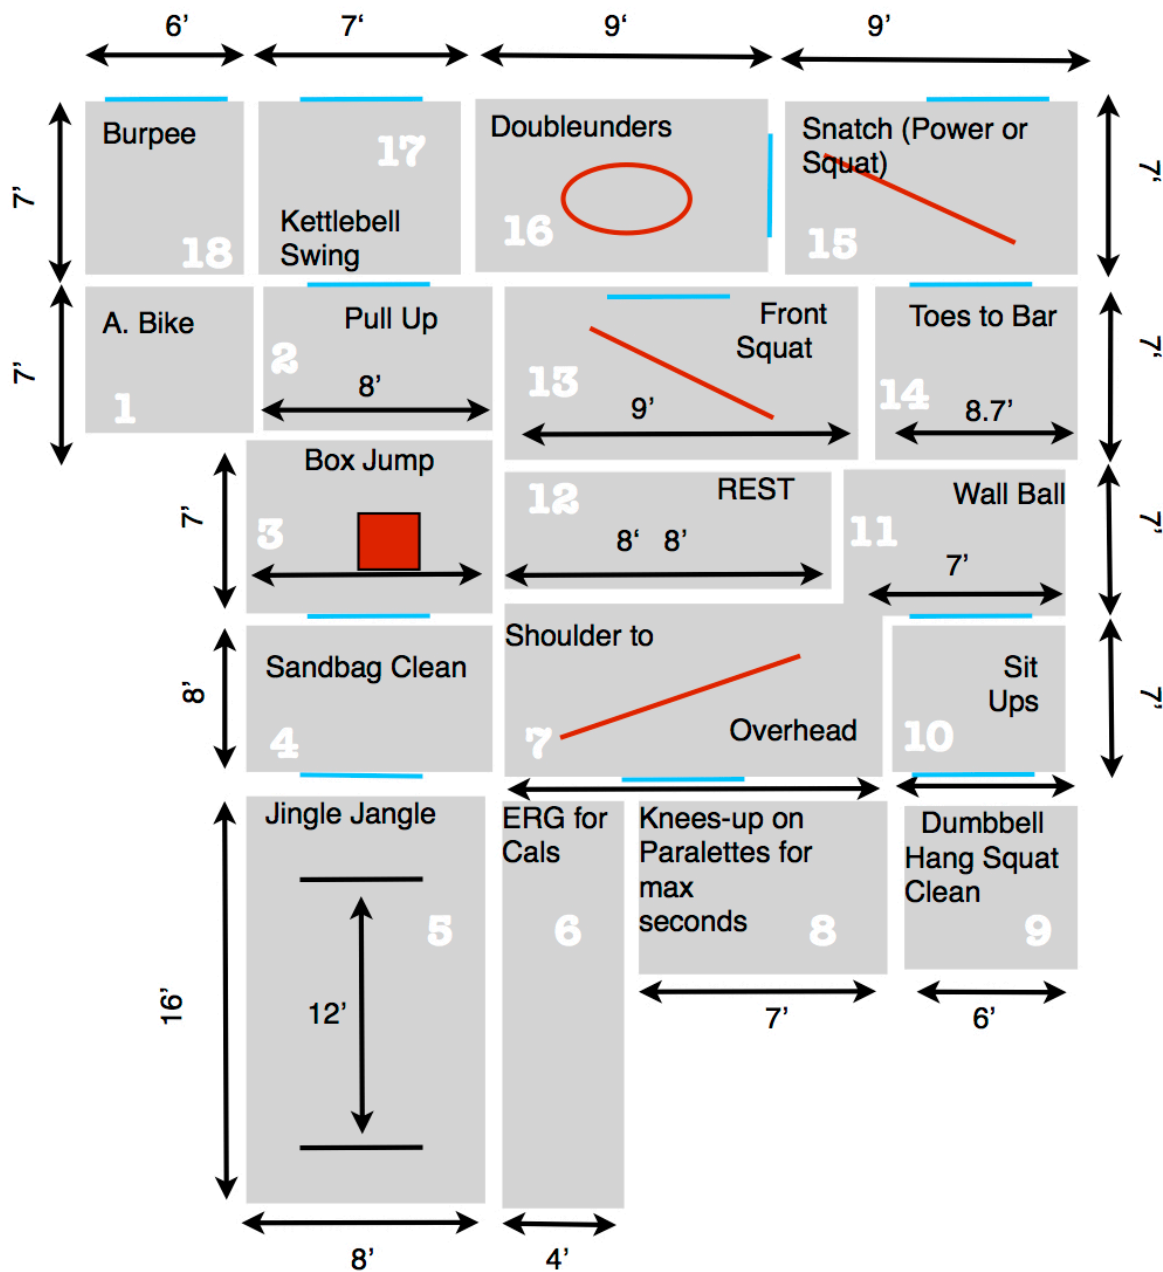 6’
7‘
9‘
9’
Burpee
18
17
Kettlebell
Swing
Doubleunders
16
Snatch (Power or
Squat)
15
7’
7’
A. Bike
1
Pull Up
2
8’
Front
Squat
13
9’
Toes to Bar
14
8.7’
7’
7’
Box Jump
3
7’
12
REST
8‘ 8’
Wall Ball
11
7’
7’
Sandbag Clean
4
8’
Shoulder to
7
Overhead
Sit
Ups
10
7’
Jingle Jangle
5
12’
16’
8’
ERG for
Cals
6
4’
Knees-up on
Paralettes for
max
seconds
8
7’
Dumbbell
Hang Squat
Clean
9
6’